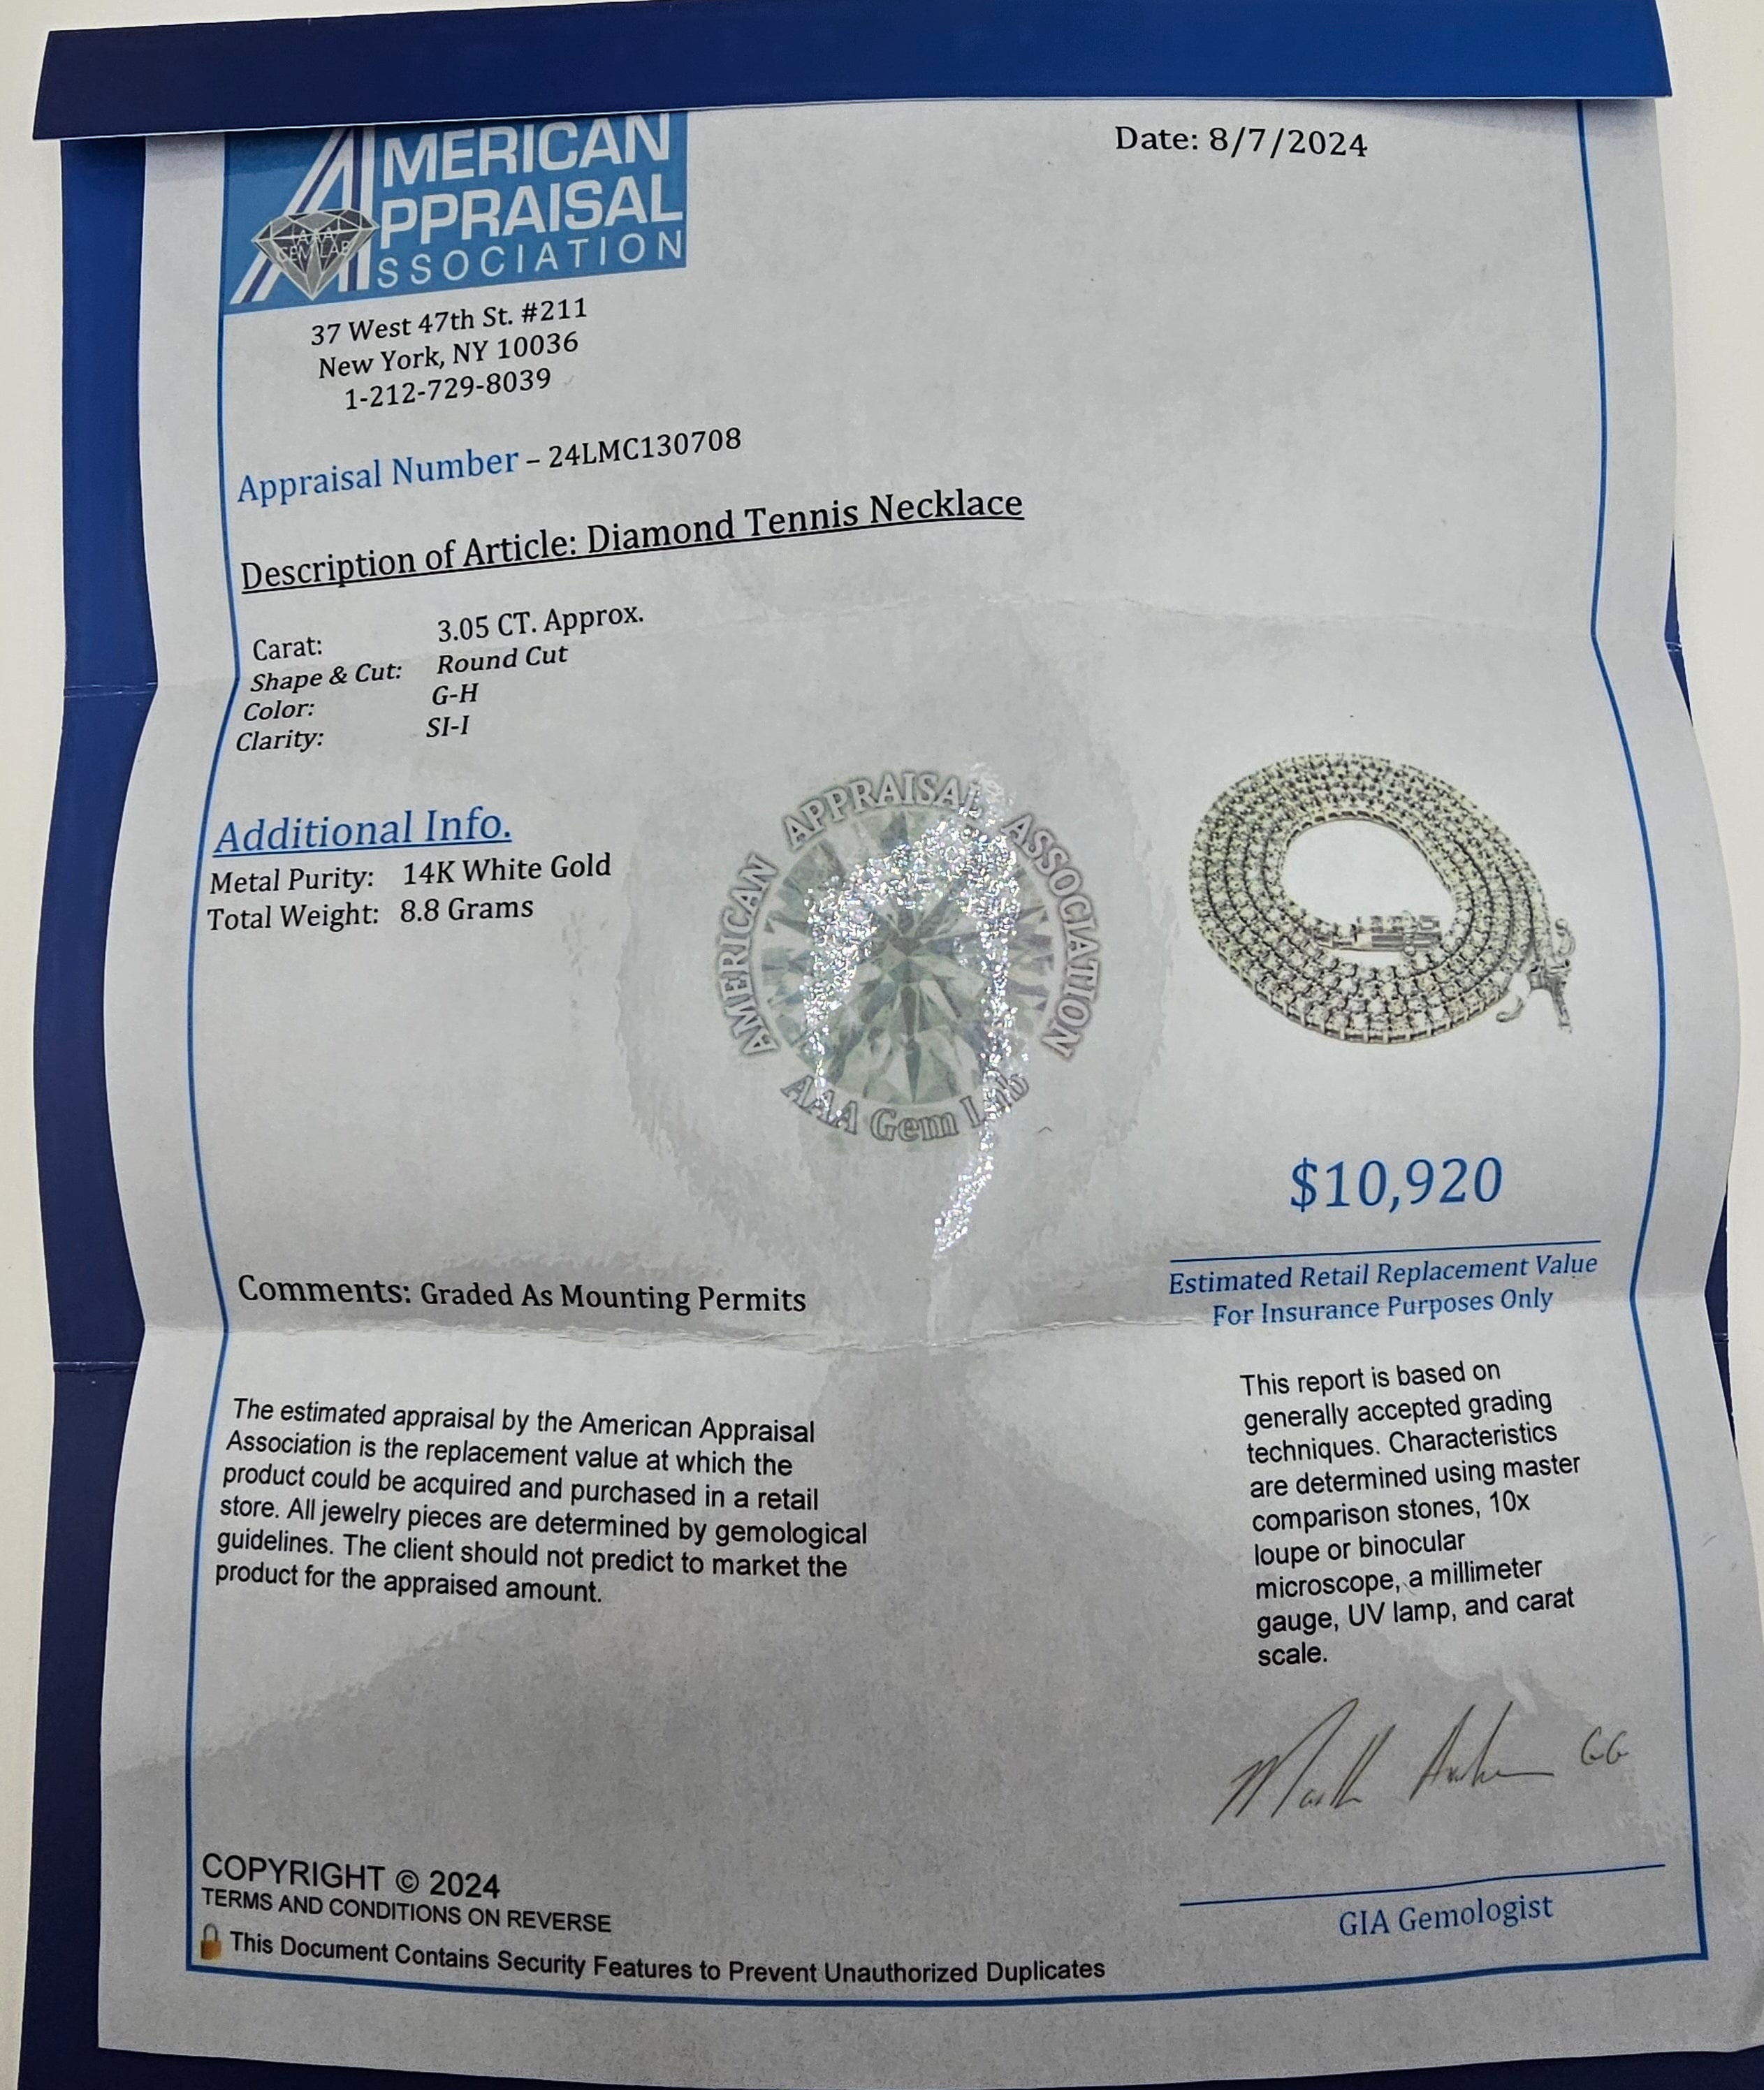 AMERICAN
APPRAISAL
ASSOCIATION
AAA
GEM LAB
Date: 8/7/2024
37 West 47th St. #211
New York, NY 10036
1-212-729-8039
Appraisal Number – 24LMC130708
Description of Article: Diamond Tennis Necklace
Carat: 3.05 CT. Approx.
Shape & Cut: Round Cut
Color: G-H
Clarity: SI-I
Additional Info.
Metal Purity: 14K White Gold
Total Weight: 8.8 Grams
AMERICAN APPRAISAL ASSOCIATION
AAA Gem Lab
$10,920
Estimated Retail Replacement Value
For Insurance Purposes Only
Comments: Graded As Mounting Permits
The estimated appraisal by the American Appraisal
Association is the replacement value at which the
product could be acquired and purchased in a retail
store. All jewelry pieces are determined by gemological
guidelines. The client should not predict to market the
product for the appraised amount.
This report is based on
generally accepted grading
techniques. Characteristics
are determined using master
comparison stones, 10x
loupe or binocular
microscope, a millimeter
gauge, UV lamp, and carat
scale.
GG
GIA Gemologist
COPYRIGHT © 2024
TERMS AND CONDITIONS ON REVERSE
This Document Contains Security Features to Prevent Unauthorized Duplicates